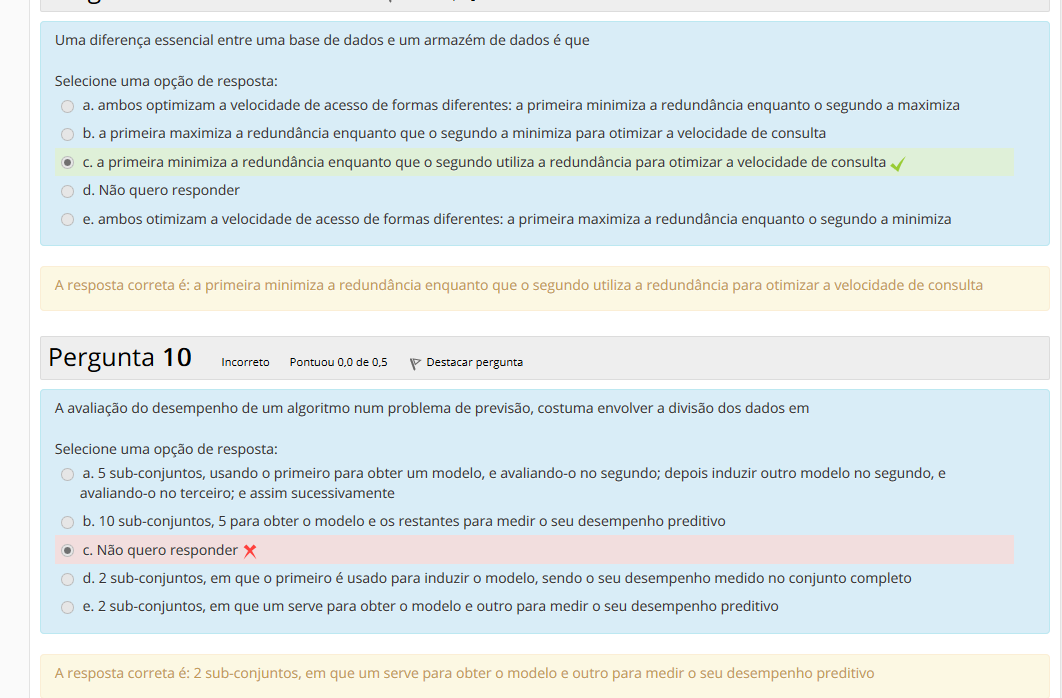 Uma diferença essencial entre uma base de dados e um armazém de dados é que
Selecione uma opção de resposta:
a. ambos optimizam a velocidade de acesso de formas diferentes: a primeira minimiza a redundância enquanto o segundo a maximiza
b. a primeira maximiza a redundância enquanto que o segundo a minimiza para otimizar a velocidade de consulta
c. a primeira minimiza a redundância enquanto que o segundo utiliza a redundância para otimizar a velocidade de consulta
d. Não quero responder
e. ambos otimizam a velocidade de acesso de formas diferentes: a primeira maximiza a redundância enquanto o segundo a minimiza
A resposta correta é: a primeira minimiza a redundância enquanto que o segundo utiliza a redundância para otimizar a velocidade de consulta
Pergunta 10 Incorreto Pontuou 0,0 de 0,5 Destacar pergunta
A avaliação do desempenho de um algoritmo num problema de previsão, costuma envolver a divisão dos dados em
Selecione uma opção de resposta:
a. 5 sub-conjuntos, usando o primeiro para obter um modelo, e avaliando-o no segundo; depois induzir outro modelo no segundo, e
avaliando-o no terceiro; e assim sucessivamente
b. 10 sub-conjuntos, 5 para obter o modelo e os restantes para medir o seu desempenho preditivo
c. Não quero responder
d. 2 sub-conjuntos, em que o primeiro é usado para induzir o modelo, sendo o seu desempenho medido no conjunto completo
e. 2 sub-conjuntos, em que um serve para obter o modelo e outro para medir o seu desempenho preditivo
A resposta correta é: 2 sub-conjuntos, em que um serve para obter o modelo e outro para medir o seu desempenho preditivo